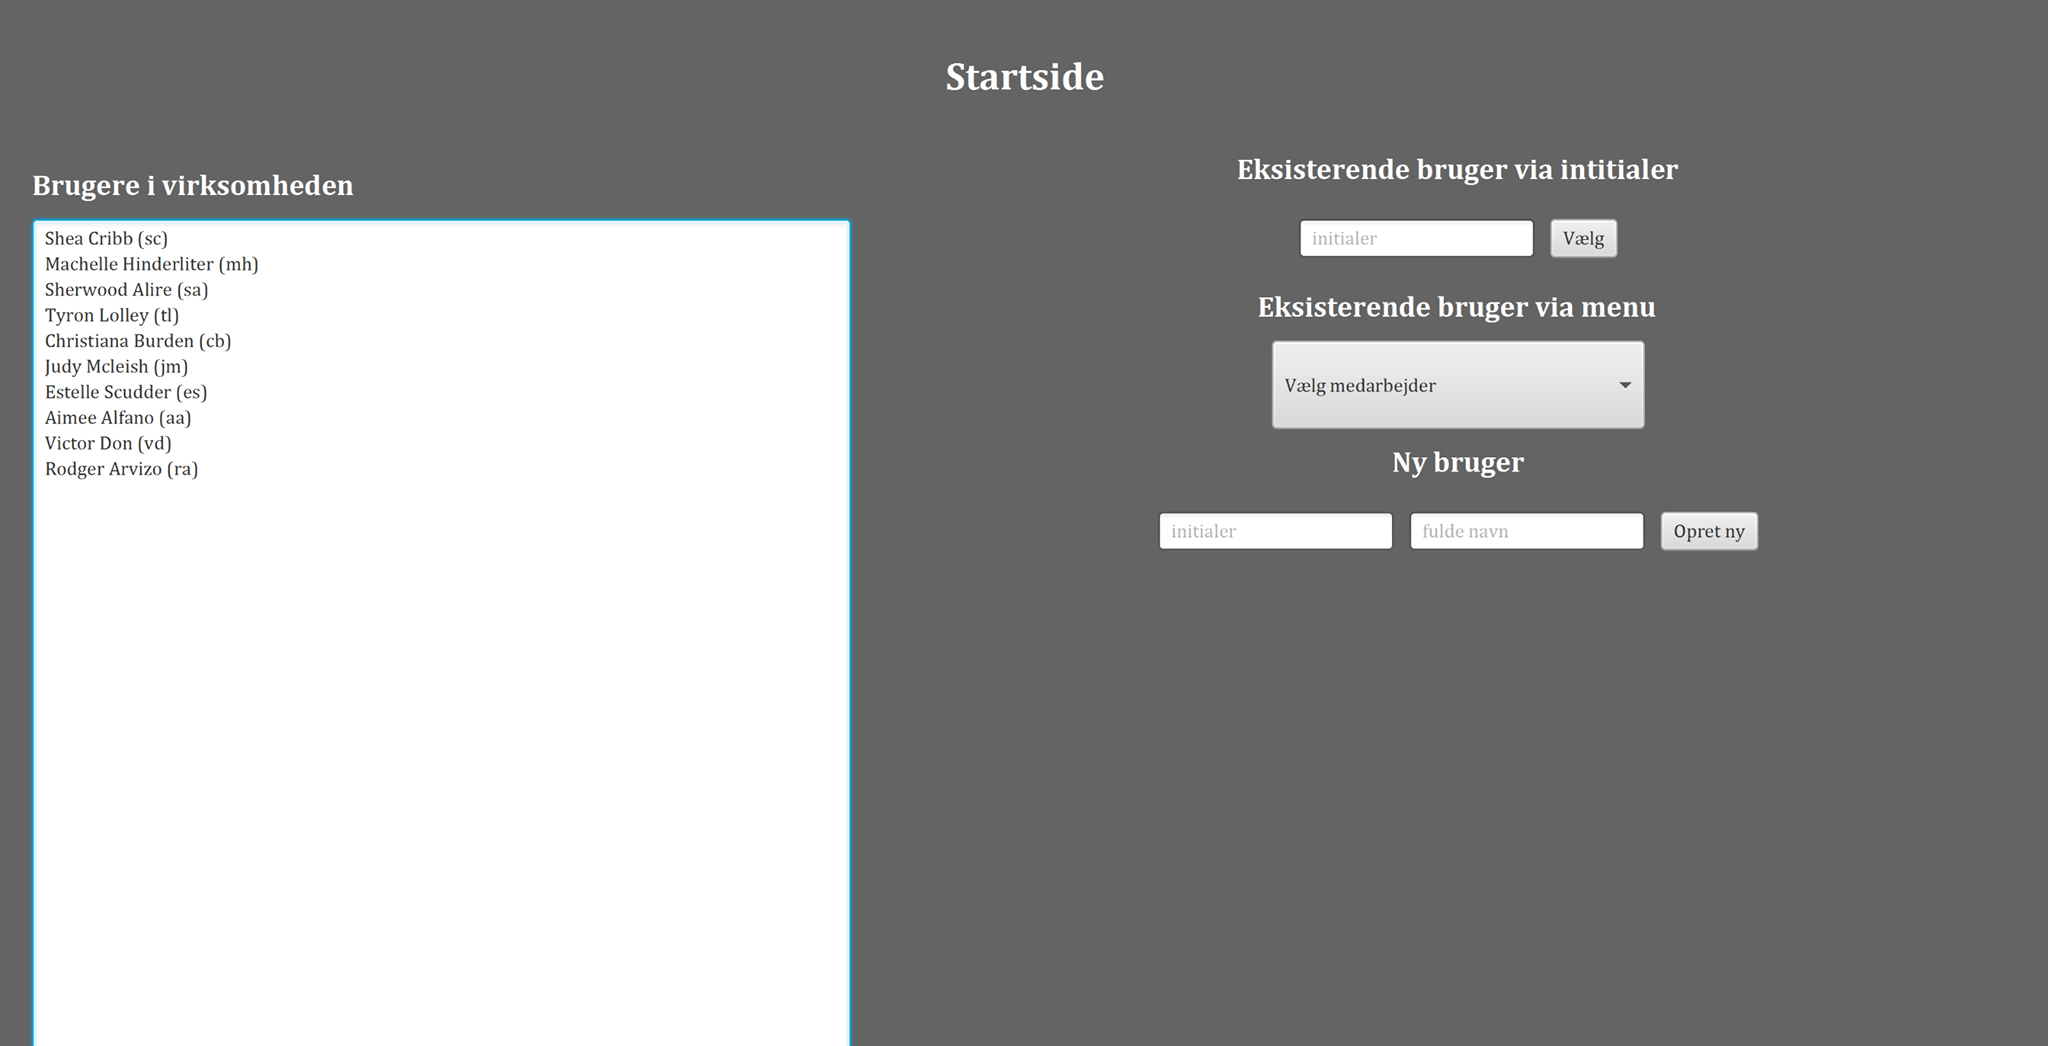 Startside
Brugere i virksomheden
Shea Cribb (sc)
Machelle Hinderliter (mh)
Sherwood Alire (sa)
Tyron Lolley (tl)
Christiana Burden (cb)
Judy Mcleish (jm)
Estelle Scudder (es)
Aimee Alfano (aa)
Victor Don (vd)
Rodger Arvizo (ra)
Eksisterende bruger via intitialer
initialer Vælg
Eksisterende bruger via menu
Vælg medarbejder
Ny bruger
initialer fulde navn Opret ny